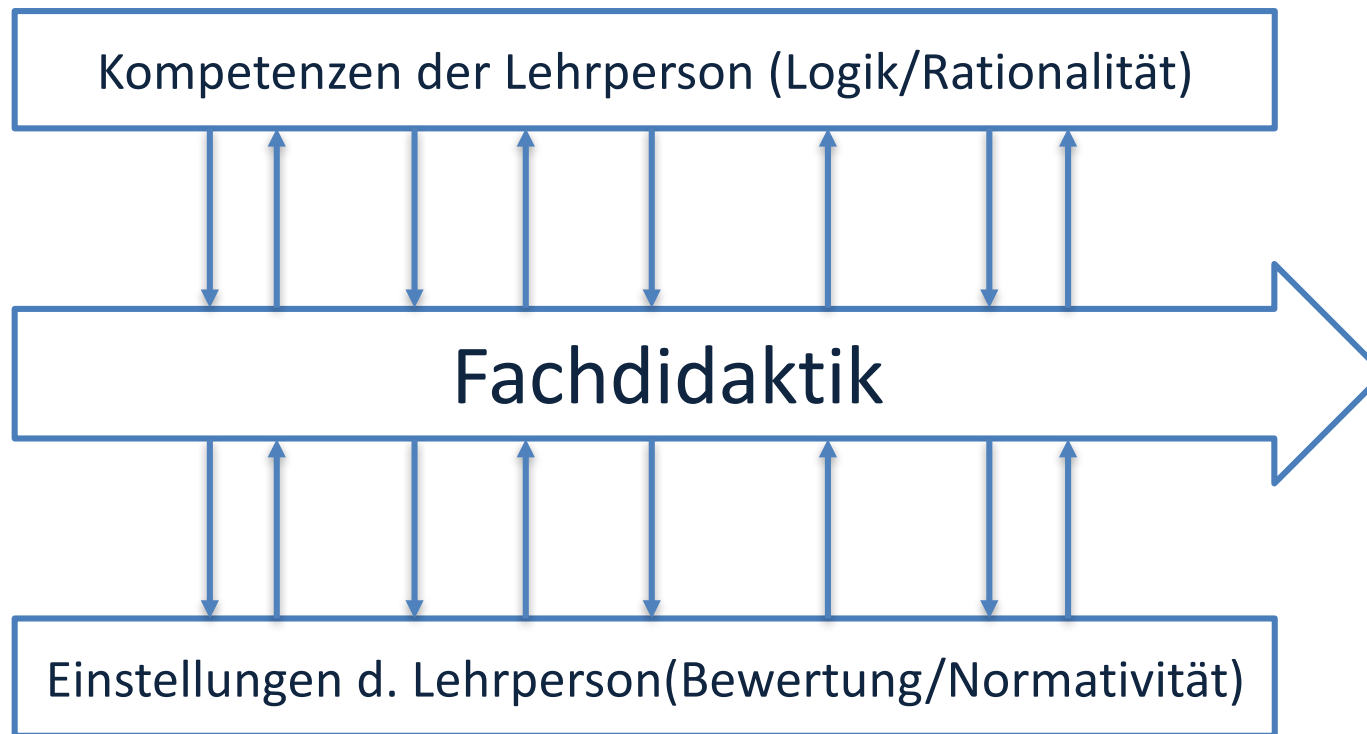 Kompetenzen der Lehrperson (Logik/Rationalität)
Fachdidaktik
Einstellungen d. Lehrperson(Bewertung/Normativität)